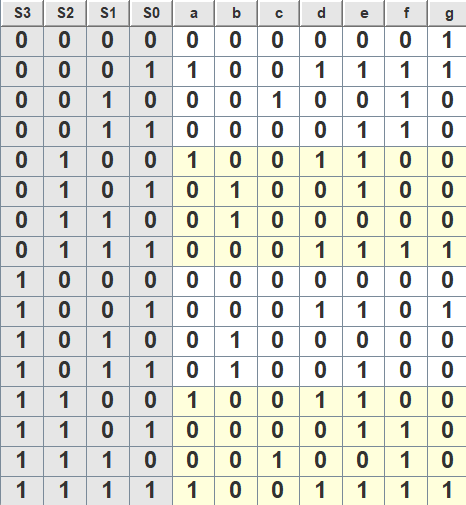 S3 S2 S1 S0 a b c d e f g
0 0 0 0 0 0 0 0 0 0 1
0 0 0 1 1 0 0 1 1 1 1
0 0 1 0 0 0 1 0 0 1 0
0 0 1 1 0 0 0 0 1 1 0
0 1 0 0 1 0 0 1 1 0 0
0 1 0 1 0 1 0 0 1 0 0
0 1 1 0 0 1 0 0 0 0 0
0 1 1 1 0 0 0 1 1 1 1
1 0 0 0 0 0 0 0 0 0 0
1 0 0 1 0 0 0 1 1 0 1
1 0 1 0 0 1 0 0 0 0 0
1 0 1 1 0 1 0 0 1 0 0
1 1 0 0 1 0 0 1 1 0 0
1 1 0 1 0 0 0 0 1 1 0
1 1 1 0 0 0 1 0 0 1 0
1 1 1 1 1 0 0 1 1 1 1